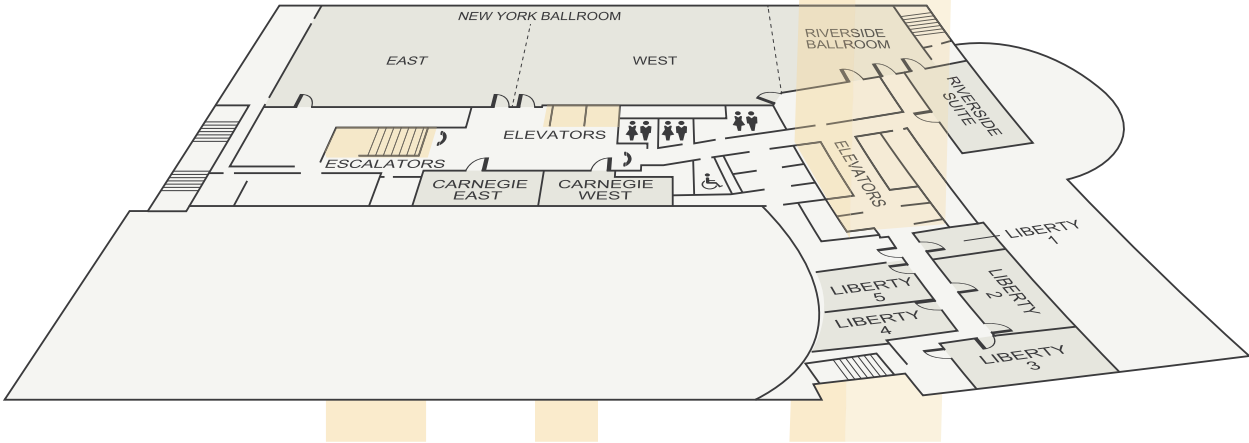 NEW YORK BALLROOM
EAST
WEST
RIVERSIDE
BALLROOM
RIVERSIDE
SUITE
ELEVATORS
ESCALATORS
ELEVATORS
CARNEGIE
EAST
CARNEGIE
WEST
LIBERTY
1
LIBERTY
2
LIBERTY
5
LIBERTY
4
LIBERTY
3